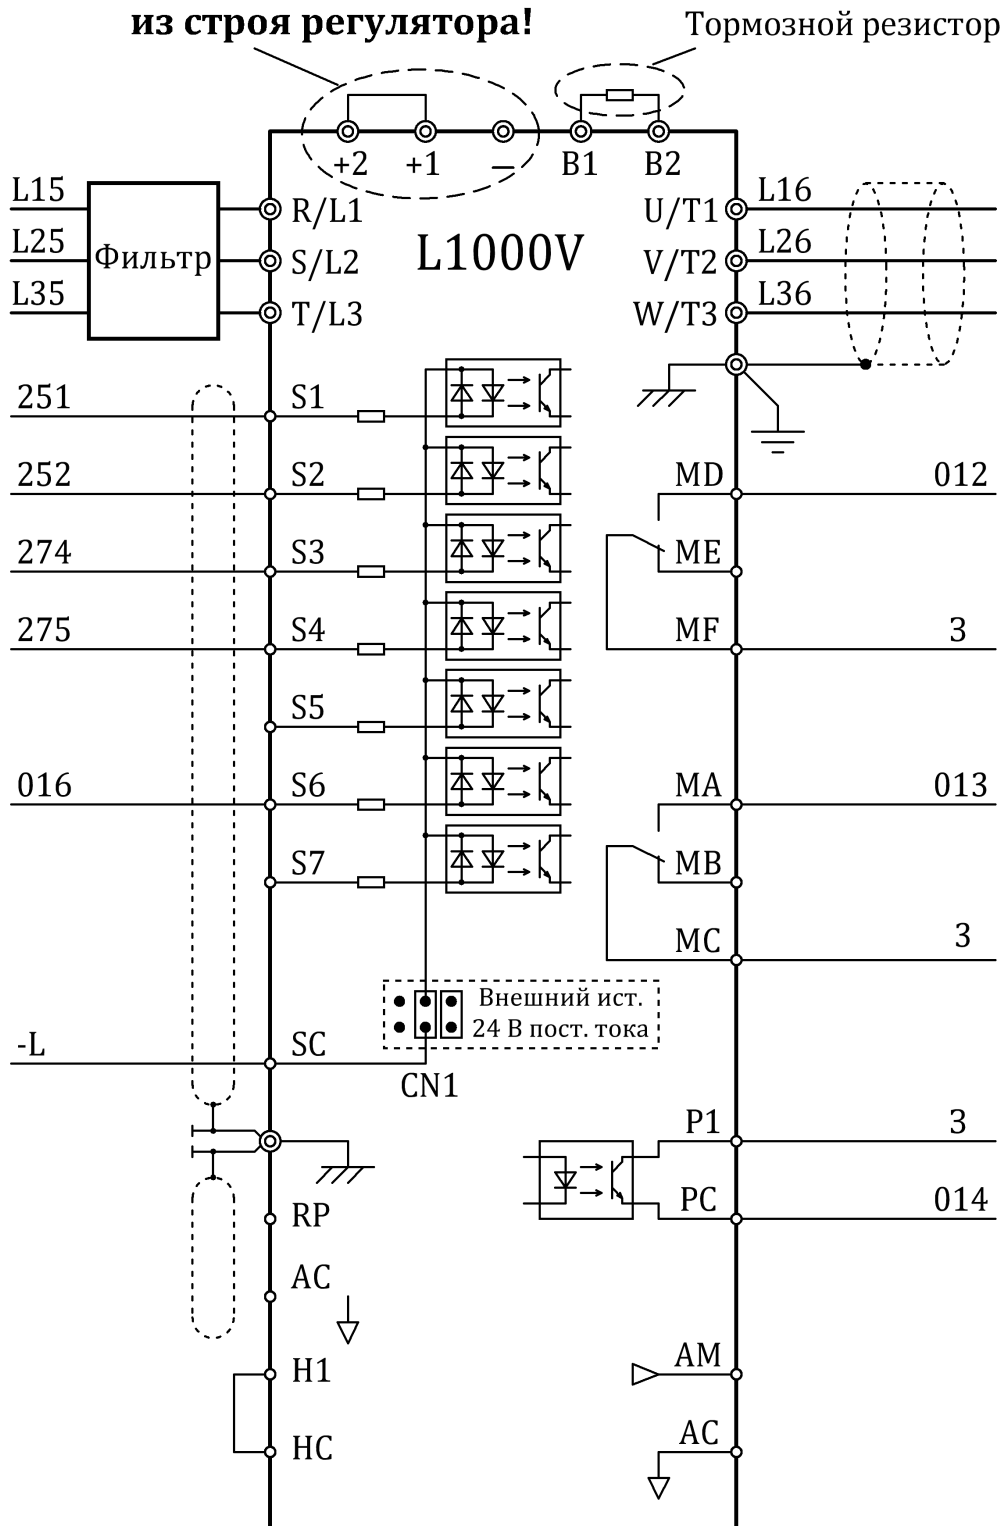 из строя регулятора!
Тормозной резистор
+2
+1
–
B1
B2
L15
L25
L35
Фильтр
R/L1
S/L2
T/L3
L1000V
U/T1
V/T2
W/T3
L16
L26
L36
251
S1
252
S2
MD
012
274
S3
ME
275
S4
MF
3
S5
016
S6
MA
013
S7
MB
MC
3
Внешний ист.
24 В пост. тока
-L
SC
CN1
P1
3
RP
PC
014
AC
H1
AM
HC
AC